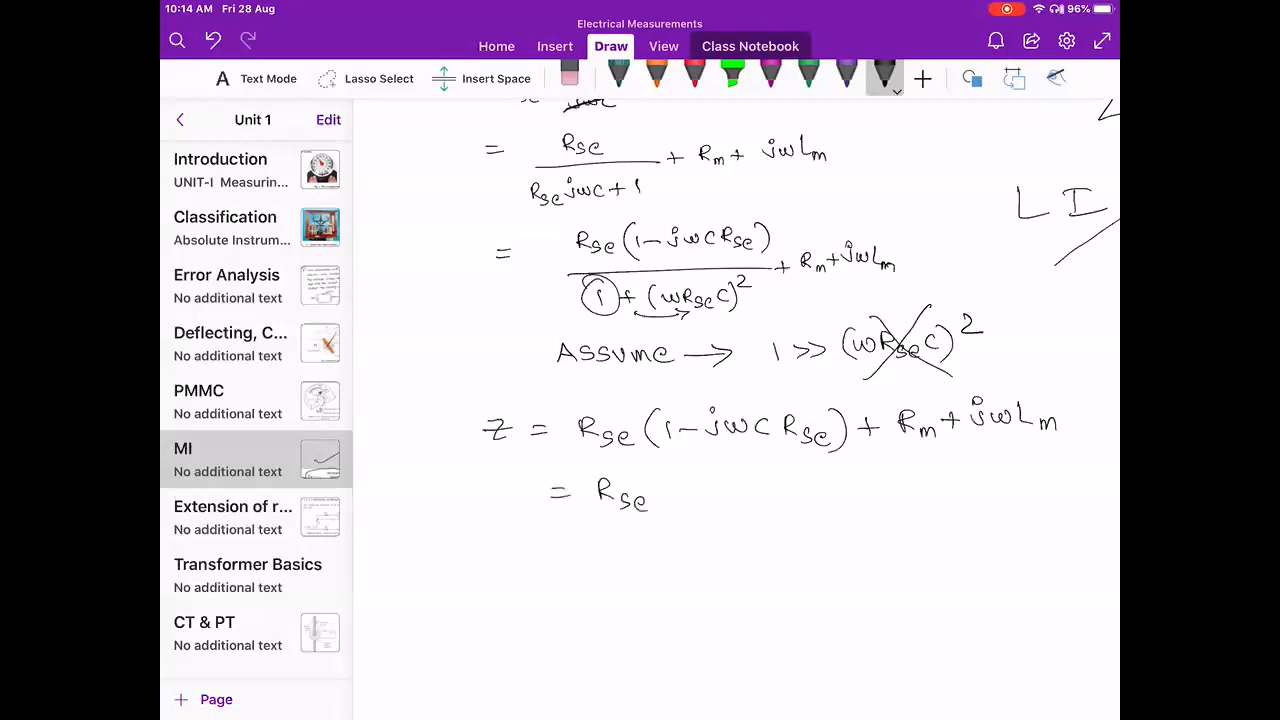 10:14 AM Fri 28 Aug
96%
Electrical Measurements
Home Insert Draw View Class Notebook
A Text Mode Lasso Select Insert Space
Unit 1 Edit
Introduction
UNIT-I Measurin...
Classification
Absolute Instrum...
Error Analysis
No additional text
Deflecting, C...
No additional text
PMMC
No additional text
MI
No additional text
Extension of r...
No additional text
Transformer Basics
No additional text
CT & PT
No additional text
+ Page
= Rse / (Rse jωC + 1) + Rm + jωLm
L I
= Rse (1 - jωC Rse) / (1 + (ωRseC)²) + Rm + jωLm
ASSUME → 1 >> (ωRseC)²
Z = Rse (1 - jωC Rse) + Rm + jωLm
= Rse